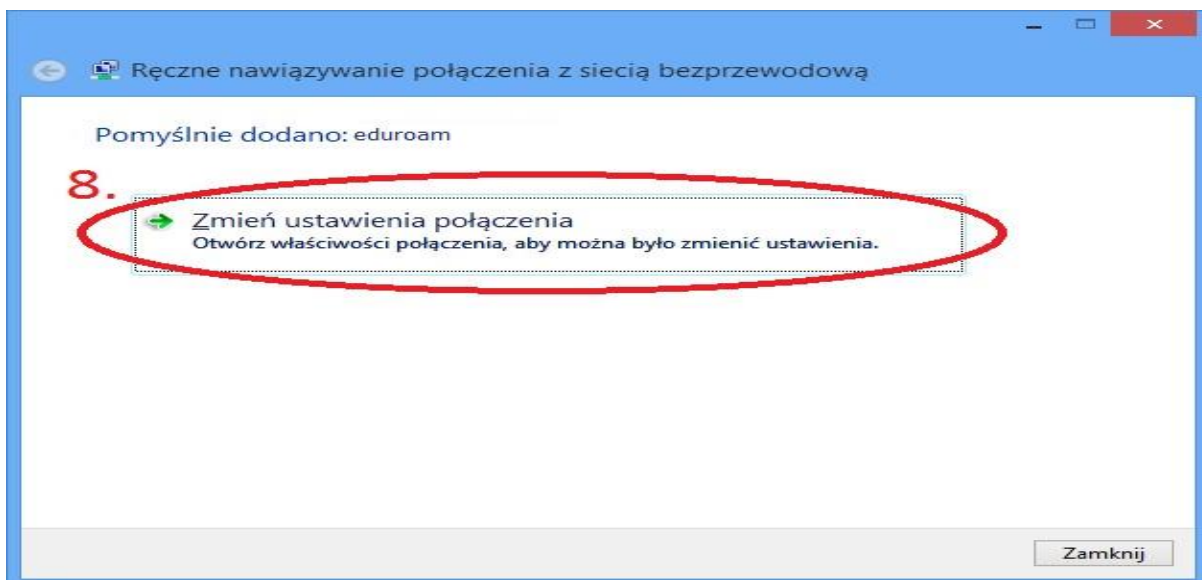 Ręczne nawiązywanie połączenia z siecią bezprzewodową
Pomyślnie dodano: eduroam
8.
Zmień ustawienia połączenia
Otwórz właściwości połączenia, aby można było zmienić ustawienia.
Zamknij